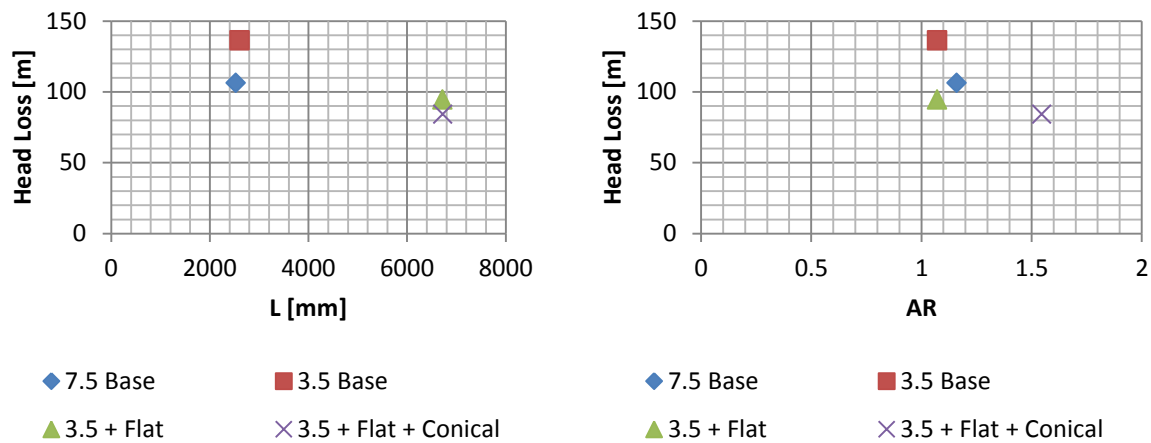 Head Loss [m]
150
100
50
0
0 2000 4000 6000 8000
L [mm]
7.5 Base 3.5 Base
3.5 + Flat 3.5 + Flat + Conical
Head Loss [m]
150
100
50
0
0 0.5 1 1.5 2
AR
7.5 Base 3.5 Base
3.5 + Flat 3.5 + Flat + Conical